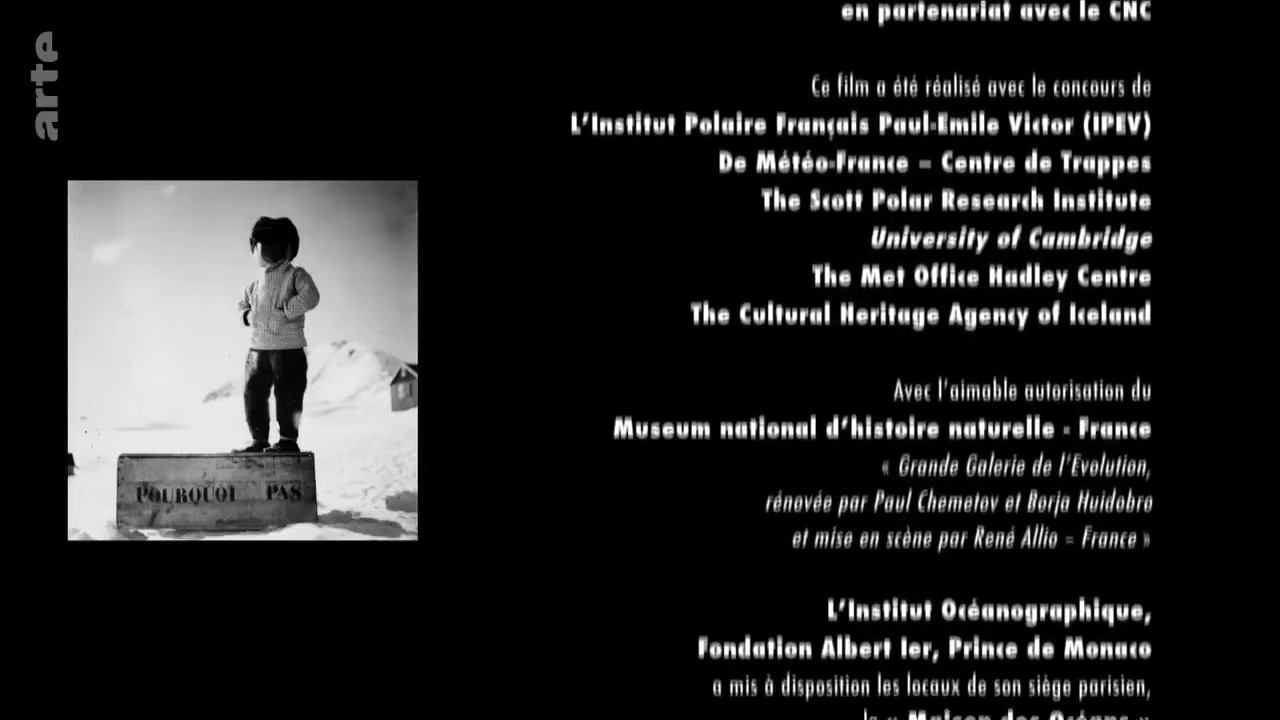 arte
en partenariat avec le CNC
Ce film a été réalisé avec le concours de
L'Institut Polaire Français Paul-Emile Victor (IPEV)
De Météo-France - Centre de Trappes
The Scott Polar Research Institute
University of Cambridge
The Met Office Hadley Centre
The Cultural Heritage Agency of Iceland
POURQUOI PAS
Avec l'aimable autorisation du
Museum national d'histoire naturelle - France
« Grande Galerie de l'Evolution,
rénovée par Paul Chemetov et Borja Huidobro
et mise en scène par René Allio - France »
L'Institut Océanographique,
Fondation Albert Ier, Prince de Monaco
a mis à disposition les locaux de son siège parisien,
la « Maison des Océans »